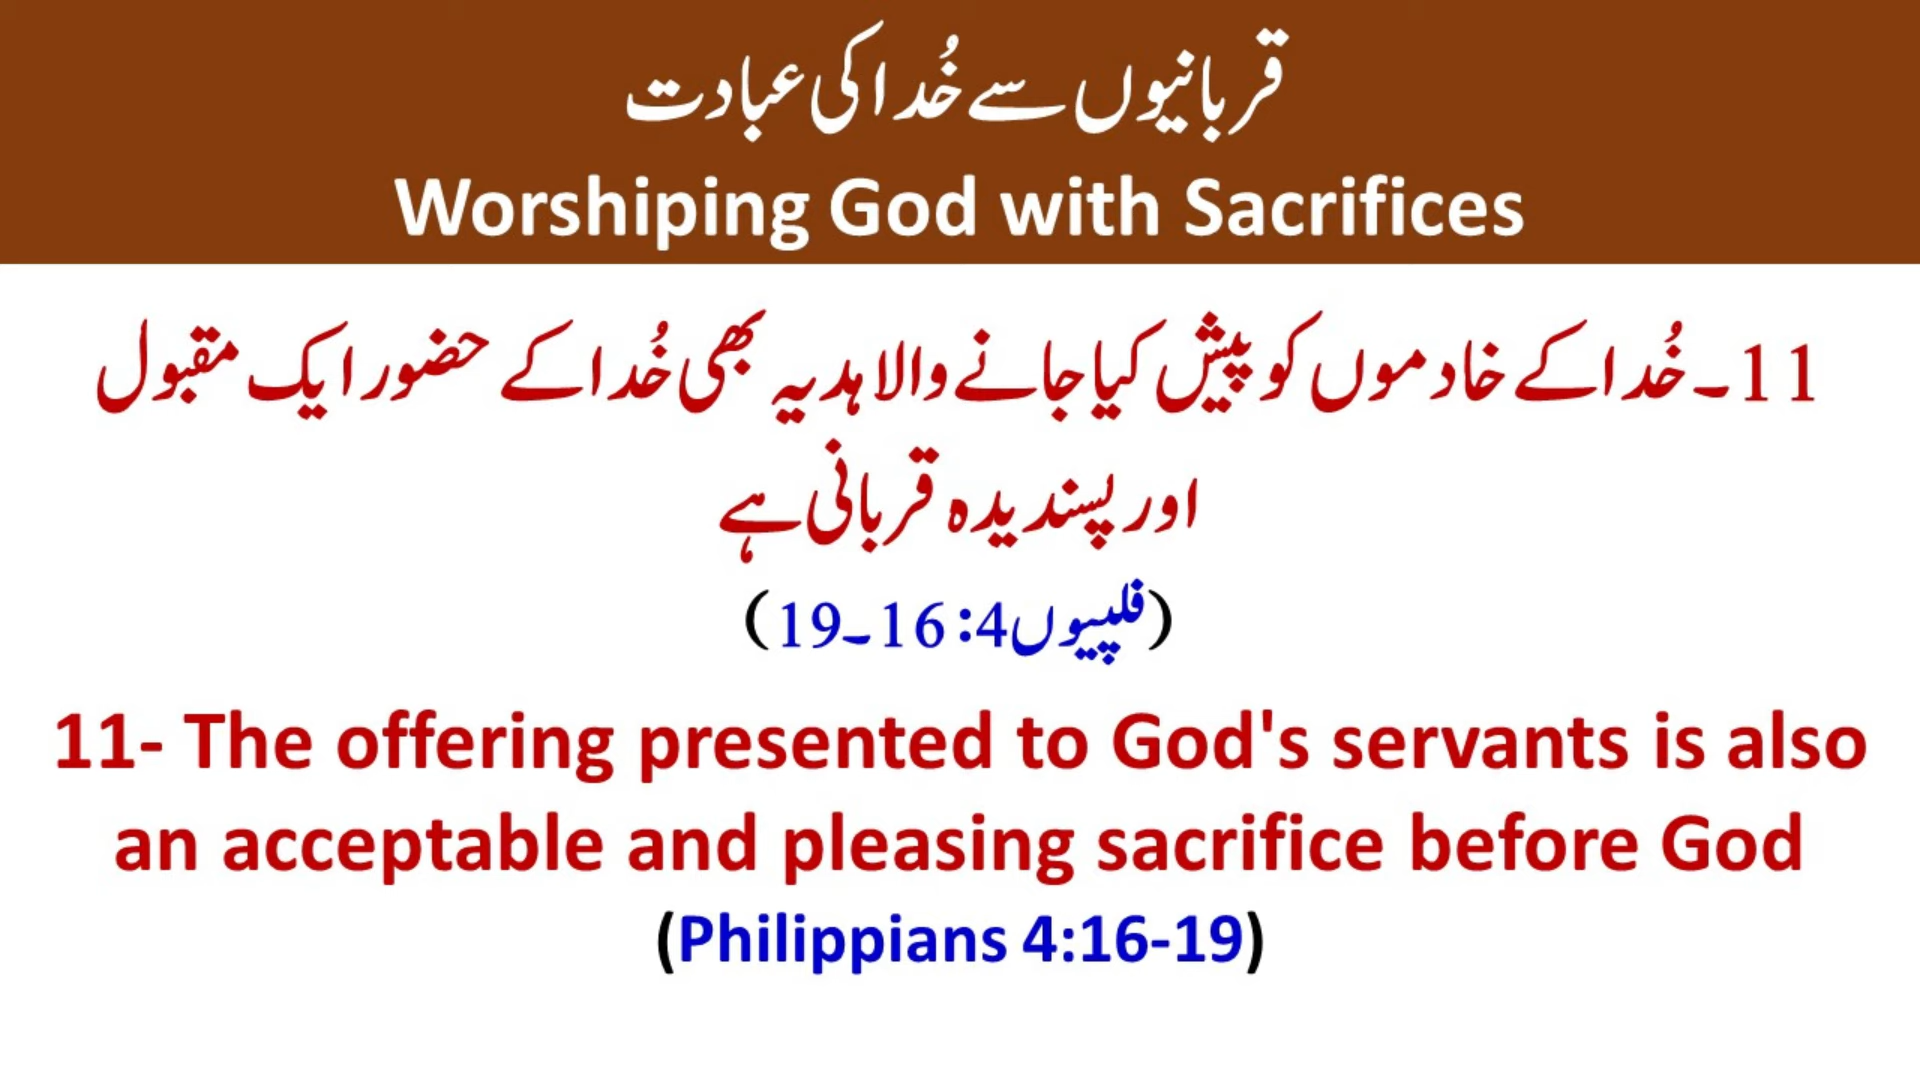 قربانیوں سے خُدا کی عبادت
Worshiping God with Sacrifices
11۔ خُدا کے خادموں کو پیش کیا جانے والا ہدیہ بھی خُدا کے حضور ایک مقبول
اور پسندیدہ قربانی ہے
(فلپیوں 4: 16۔19)
11- The offering presented to God's servants is also
an acceptable and pleasing sacrifice before God
(Philippians 4:16-19)